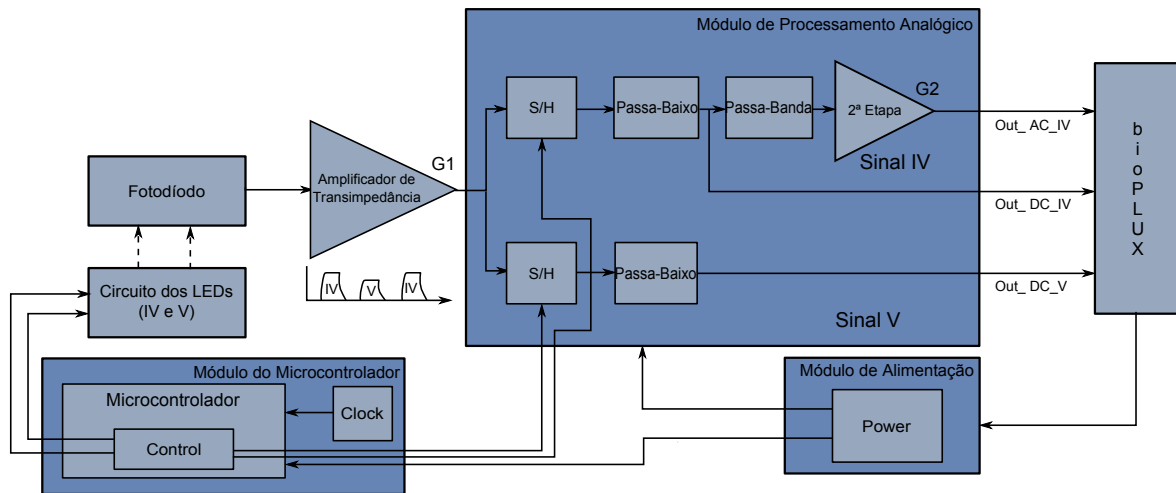 Módulo de Processamento Analógico
S/H
Passa-Baixo
Passa-Banda
2ª Etapa
G2
Out_ AC_IV
Sinal IV
Out_ DC_IV
G1
Amplificador de
Transimpedância
Fotodíodo
S/H
Passa-Baixo
Out_ DC_V
Sinal V
IV
V
IV
Circuito dos LEDs
(IV e V)
bioPLUX
Módulo do Microcontrolador
Microcontrolador
Clock
Control
Módulo de Alimentação
Power